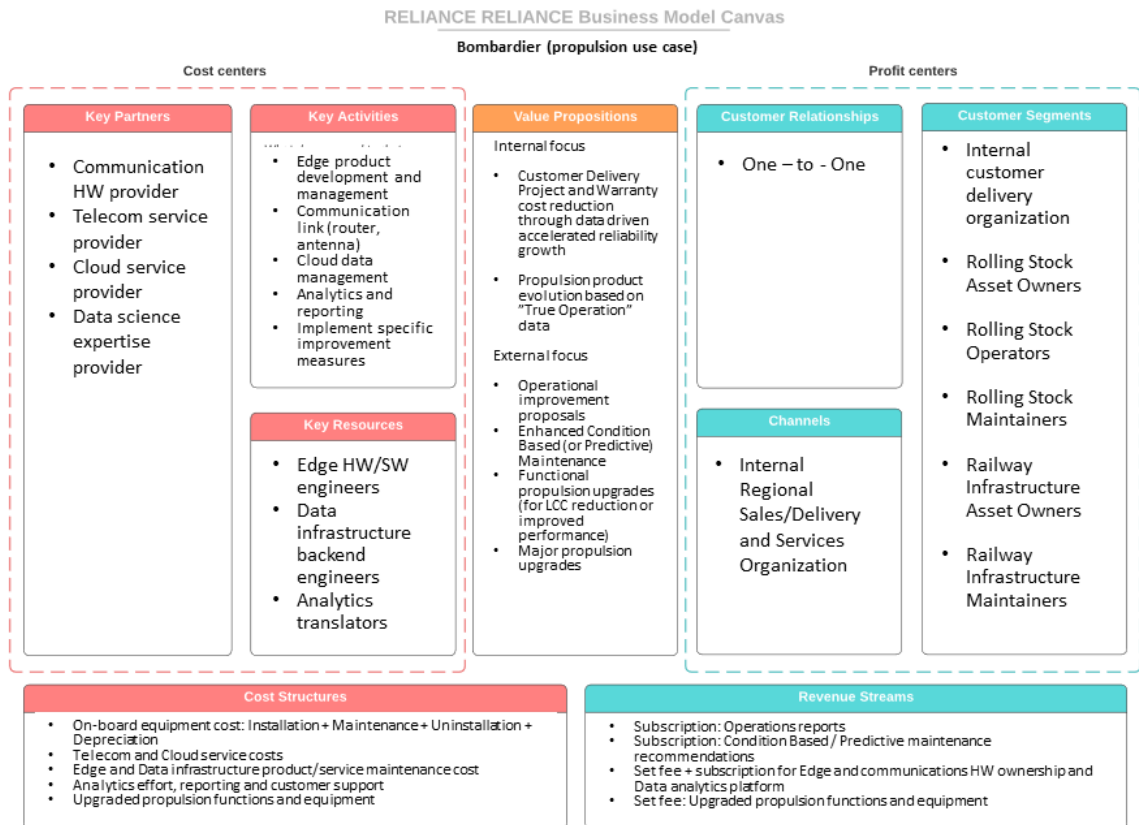 RELIANCE RELIANCE Business Model Canvas
Bombardier (propulsion use case)
Cost centers
Profit centers
Key Partners
• Communication
HW provider
• Telecom service
provider
• Cloud service
provider
• Data science
expertise
provider
Key Activities
• Edge product
development and
management
• Communication
link (router,
antenna)
• Cloud data
management
• Analytics and
reporting
• Implement specific
improvement
measures
Key Resources
• Edge HW/SW
engineers
• Data
infrastructure
backend
engineers
• Analytics
translators
Value Propositions
Internal focus
• Customer Delivery
Project and Warranty
cost reduction
through data driven
accelerated reliability
growth
• Propulsion product
evolution based on
"True Operation"
data
External focus
• Operational
improvement
proposals
• Enhanced Condition
Based (or Predictive)
Maintenance
• Functional
propulsion upgrades
(for LCC reduction or
improved
performance)
• Major propulsion
upgrades
Customer Relationships
• One – to - One
Channels
• Internal
Regional
Sales/Delivery
and Services
Organization
Customer Segments
• Internal
customer
delivery
organization
• Rolling Stock
Asset Owners
• Rolling Stock
Operators
• Rolling Stock
Maintainers
• Railway
Infrastructure
Asset Owners
• Railway
Infrastructure
Maintainers
Cost Structures
• On-board equipment cost: Installation + Maintenance + Uninstallation +
Depreciation
• Telecom and Cloud service costs
• Edge and Data infrastructure product/service maintenance cost
• Analytics effort, reporting and customer support
• Upgraded propulsion functions and equipment
Revenue Streams
• Subscription: Operations reports
• Subscription: Condition Based / Predictive maintenance
recommendations
• Set fee + subscription for Edge and communications HW ownership and
Data analytics platform
• Set fee: Upgraded propulsion functions and equipment